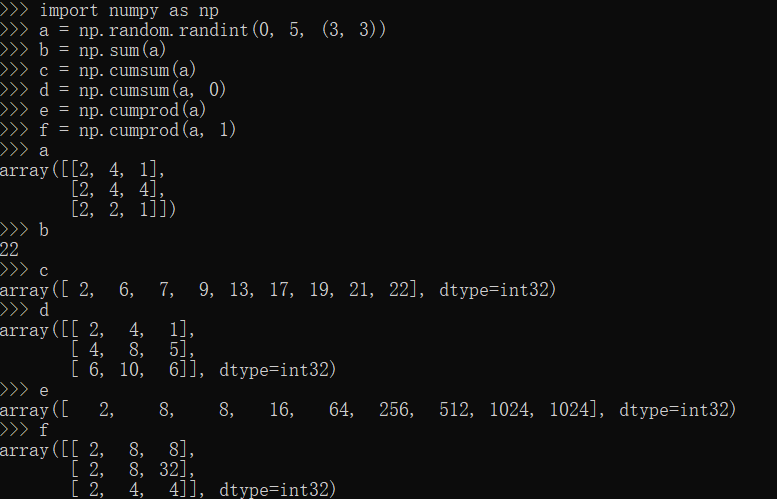 >>> import numpy as np
>>> a = np.random.randint(0, 5, (3, 3))
>>> b = np.sum(a)
>>> c = np.cumsum(a)
>>> d = np.cumsum(a, 0)
>>> e = np.cumprod(a)
>>> f = np.cumprod(a, 1)
>>> a
array([[2, 4, 1],
       [2, 4, 4],
       [2, 2, 1]])
>>> b
22
>>> c
array([ 2,  6,  7,  9, 13, 17, 19, 21, 22], dtype=int32)
>>> d
array([[ 2,  4,  1],
       [ 4,  8,  5],
       [ 6, 10,  6]], dtype=int32)
>>> e
array([   2,    8,    8,   16,   64,  256,  512, 1024, 1024], dtype=int32)
>>> f
array([[ 2,  8,  8],
       [ 2,  8, 32],
       [ 2,  4,  4]], dtype=int32)